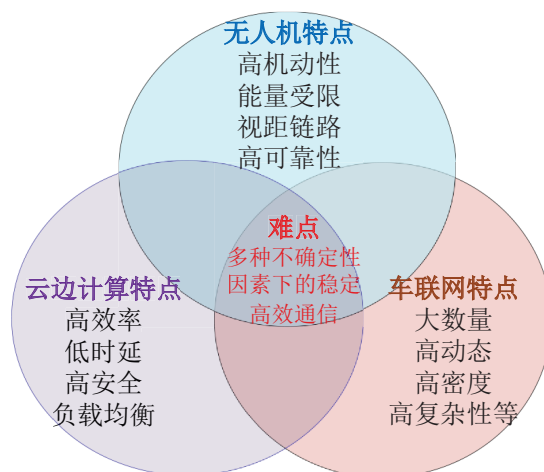 无人机特点
高机动性
能量受限
视距链路
高可靠性
难点
多种不确定性
因素下的稳定
高效通信
云边计算特点
高效率
低时延
高安全
负载均衡
车联网特点
大数量
高动态
高密度
高复杂性等